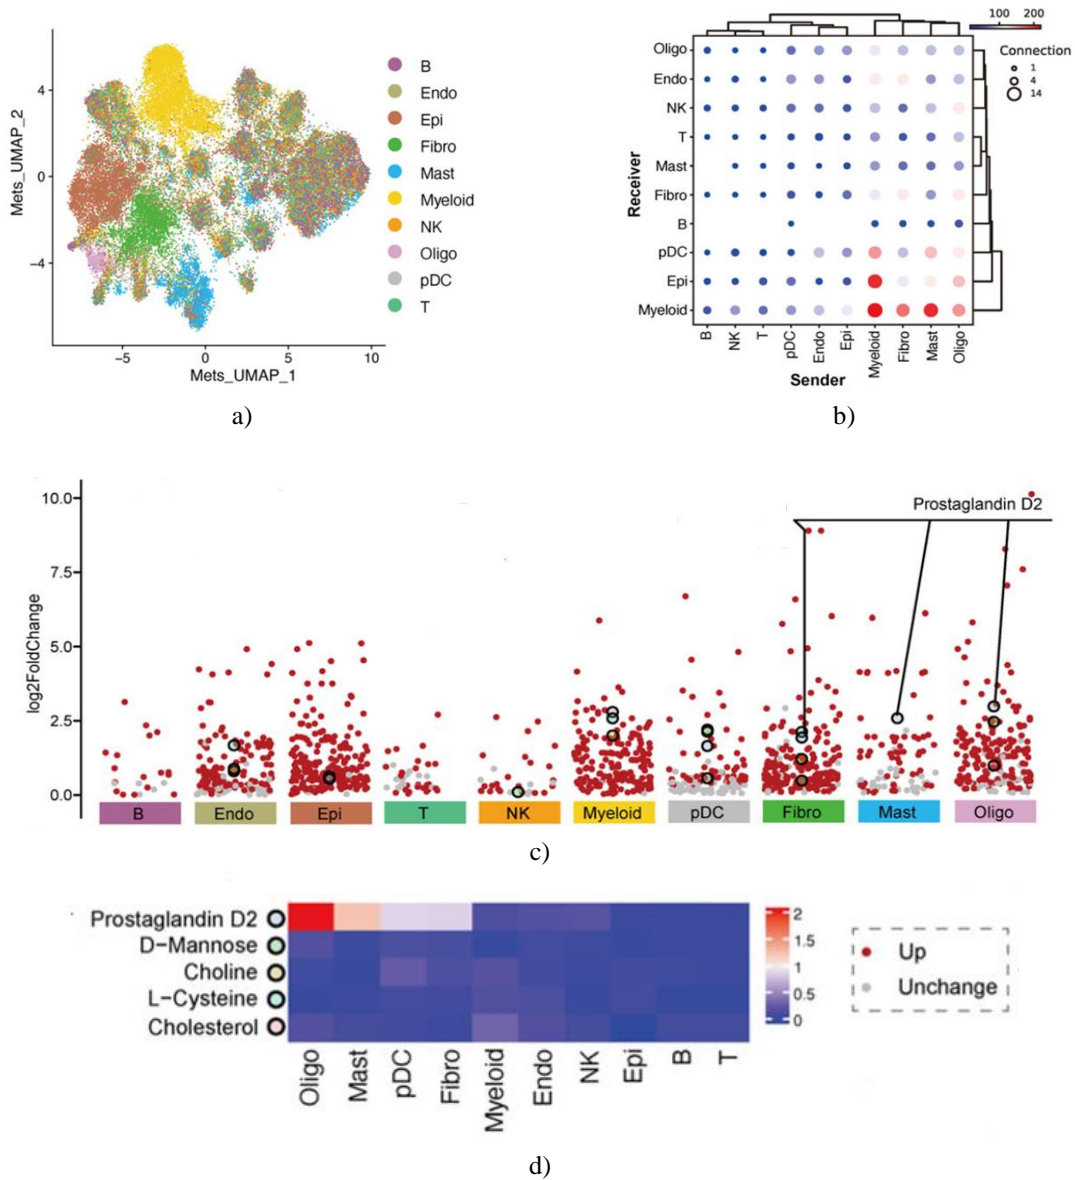 Mets_UMAP_2
4
0
−4
−5
0
5
10
Mets_UMAP_1
B
Endo
Epi
Fibro
Mast
Myeloid
NK
Oligo
pDC
T
a)
100
200
Connection
1
4
14
Receiver
Oligo
Endo
NK
T
Mast
Fibro
B
pDC
Epi
Myeloid
B
NK
T
pDC
Endo
Epi
Myeloid
Fibro
Mast
Oligo
Sender
b)
log2FoldChange
10.0
7.5
5.0
2.5
0.0
Prostaglandin D2
B
Endo
Epi
T
NK
Myeloid
pDC
Fibro
Mast
Oligo
c)
Prostaglandin D2
D−Mannose
Choline
L−Cysteine
Cholesterol
Oligo
Mast
pDC
Fibro
Myeloid
Endo
NK
Epi
B
T
2
1.5
1
0.5
0
Up
Unchange
d)